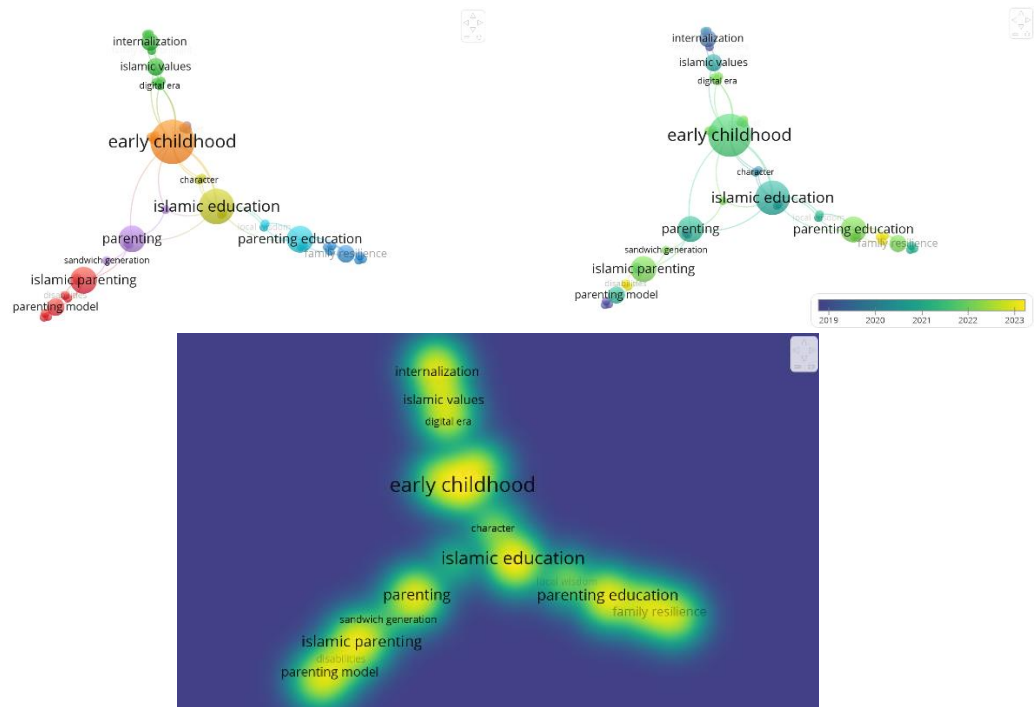 internalization
islamic values
digital era
early childhood
character
islamic education
local wisdom
parenting education
parenting
family resilience
sandwich generation
islamic parenting
disabilities
parenting model
internalization
islamic values
digital era
early childhood
character
islamic education
local wisdom
parenting education
parenting
family resilience
sandwich generation
islamic parenting
disabilities
parenting model
2019 2020 2021 2022 2023
internalization
islamic values
digital era
early childhood
character
islamic education
local wisdom
parenting education
parenting
family resilience
sandwich generation
islamic parenting
disabilities
parenting model